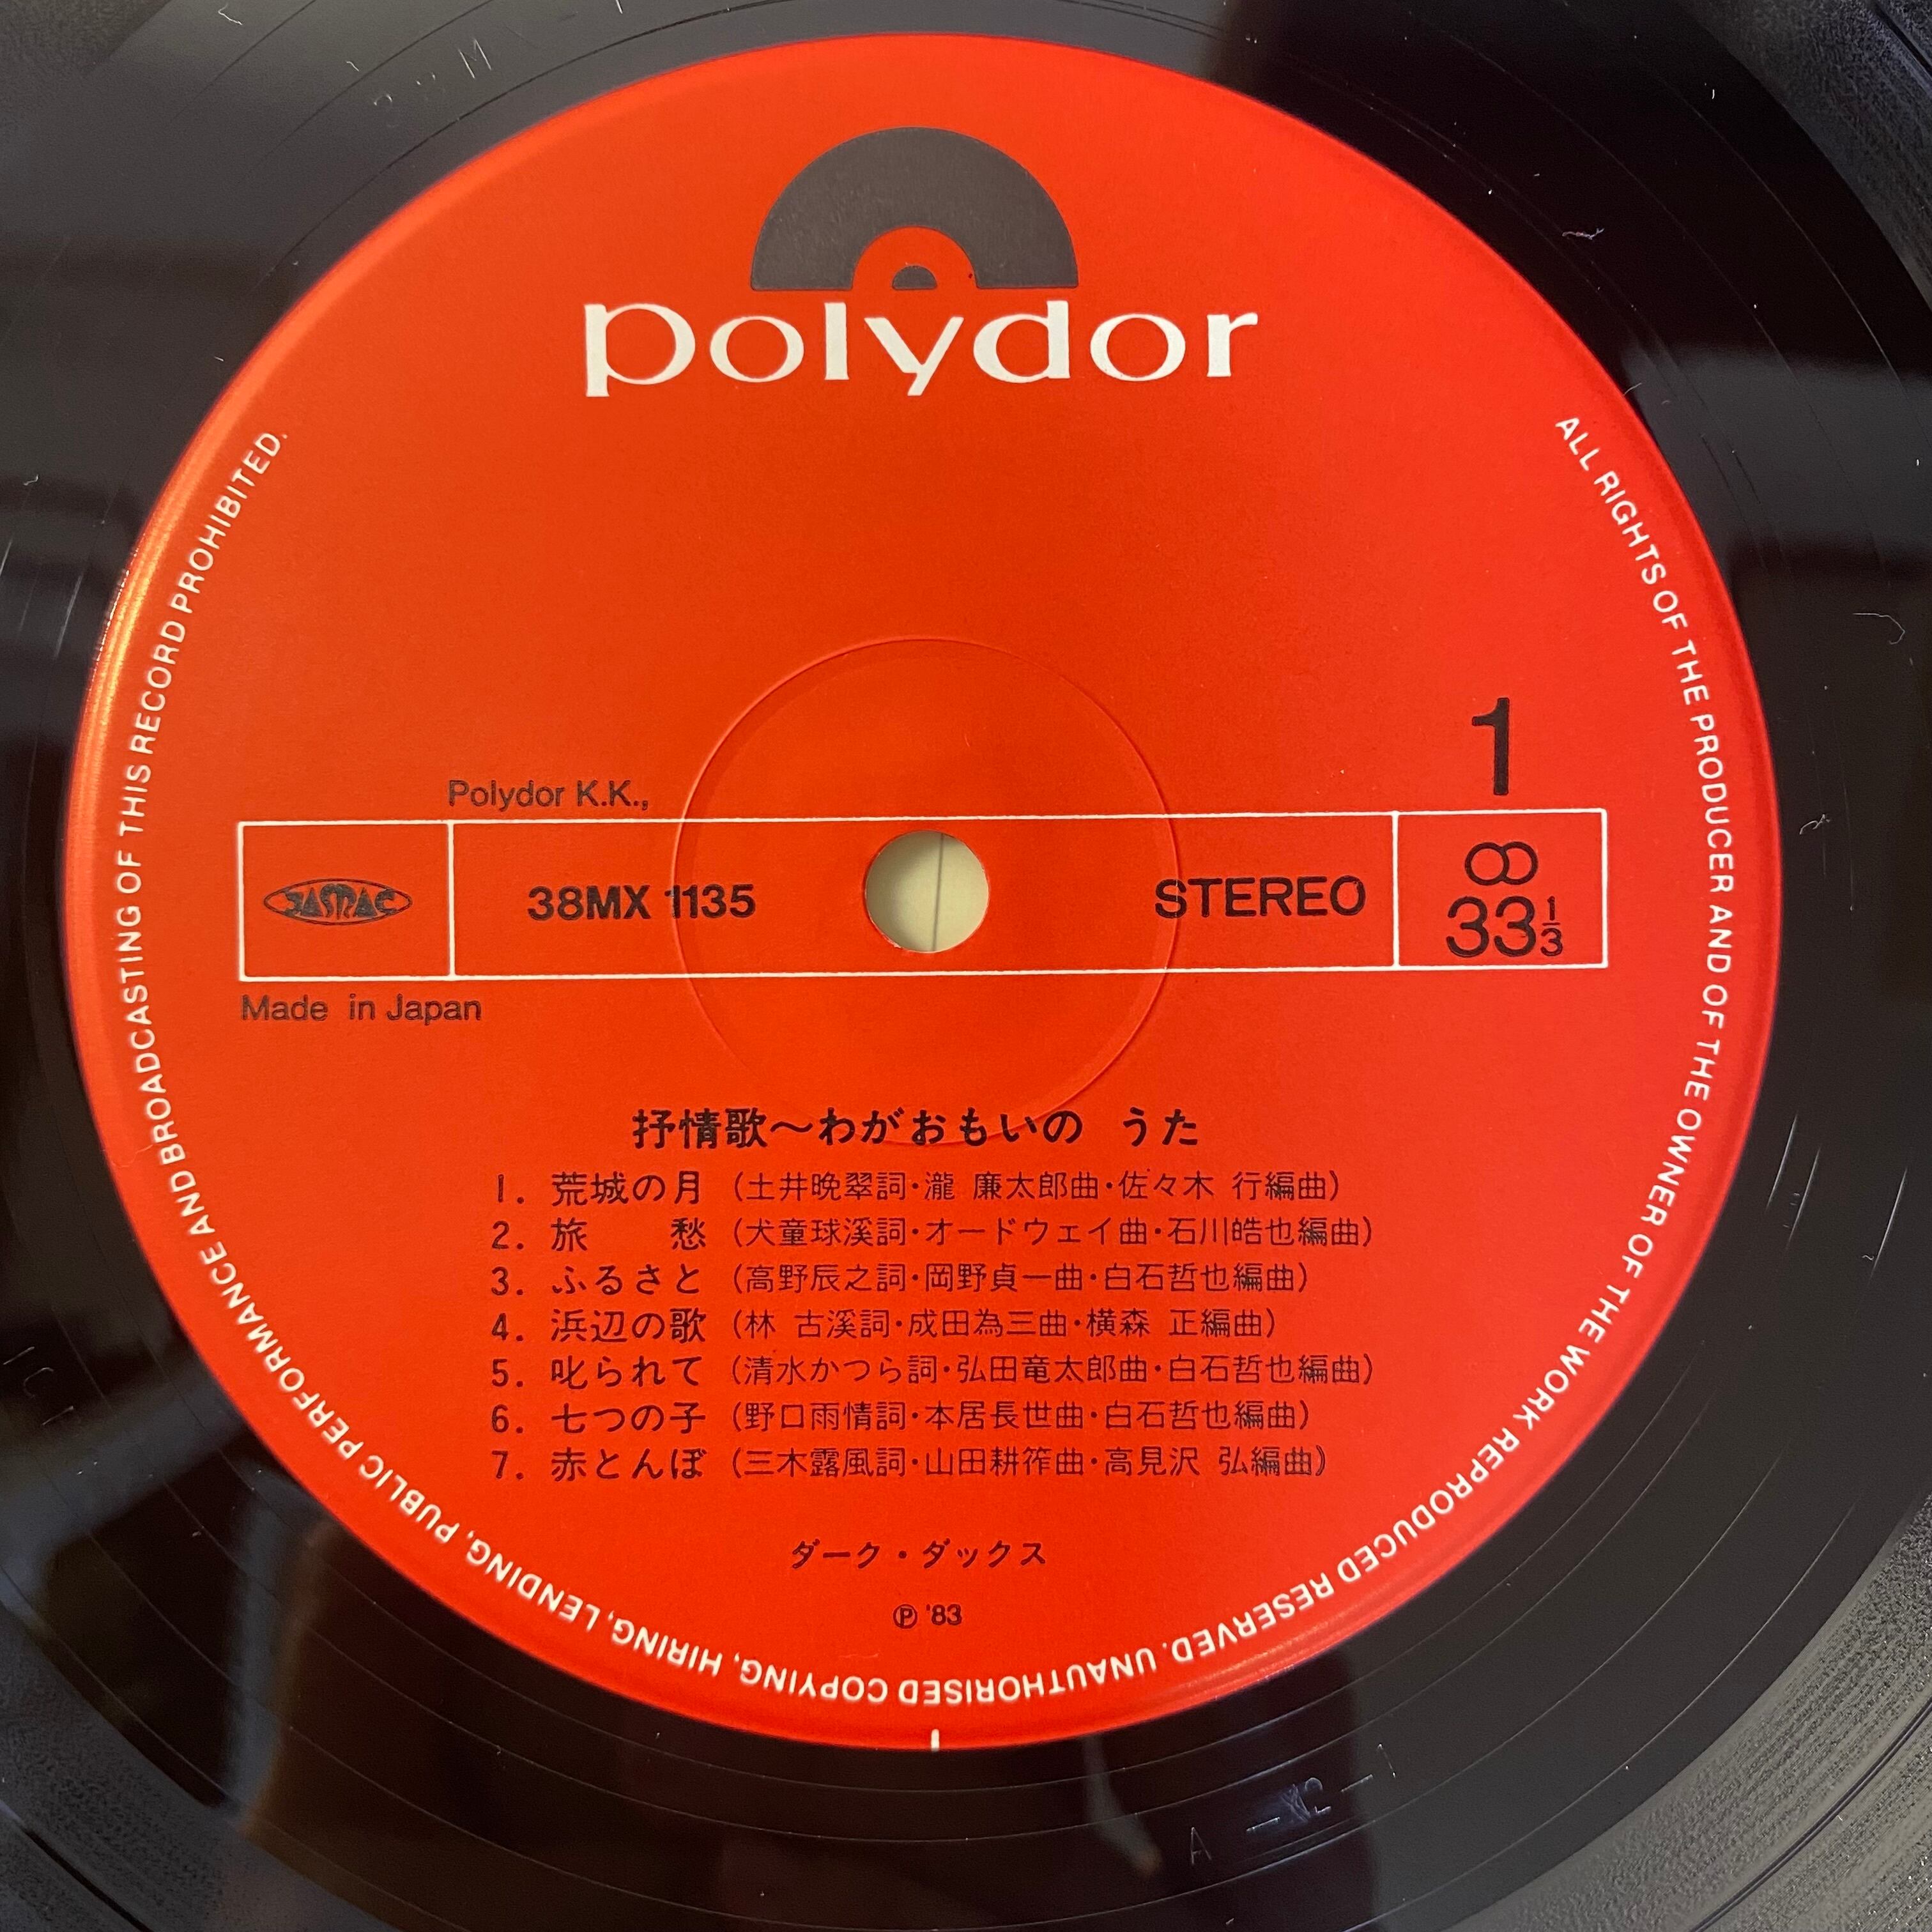 polydor
ALL RIGHTS OF THE PRODUCER AND OF THE OWNER OF THE WORK REPRODUCED RESERVED. UNAUTHORISED COPYING, HIRING, LENDING, PUBLIC PERFORMANCE AND BROADCASTING OF THIS RECORD PROHIBITED.
1
Polydor K.K.,
JASRAC 38MX 1135 STEREO 33 1/3
Made in Japan
抒情歌〜わがおもいの うた
1. 荒城の月 (土井晩翠詞・瀧 廉太郎曲・佐々木 行編曲)
2. 旅 愁 (犬童球溪詞・オードウェイ曲・石川皓也編曲)
3. ふるさと (高野辰之詞・岡野貞一曲・白石哲也編曲)
4. 浜辺の歌 (林 古溪詞・成田為三曲・横森 正編曲)
5. 叱られて (清水かつら詞・弘田竜太郎曲・白石哲也編曲)
6. 七つの子 (野口雨情詞・本居長世曲・白石哲也編曲)
7. 赤とんぼ (三木露風詞・山田耕筰曲・高見沢 弘編曲)
ダーク・ダックス
℗ '83
A-2-1